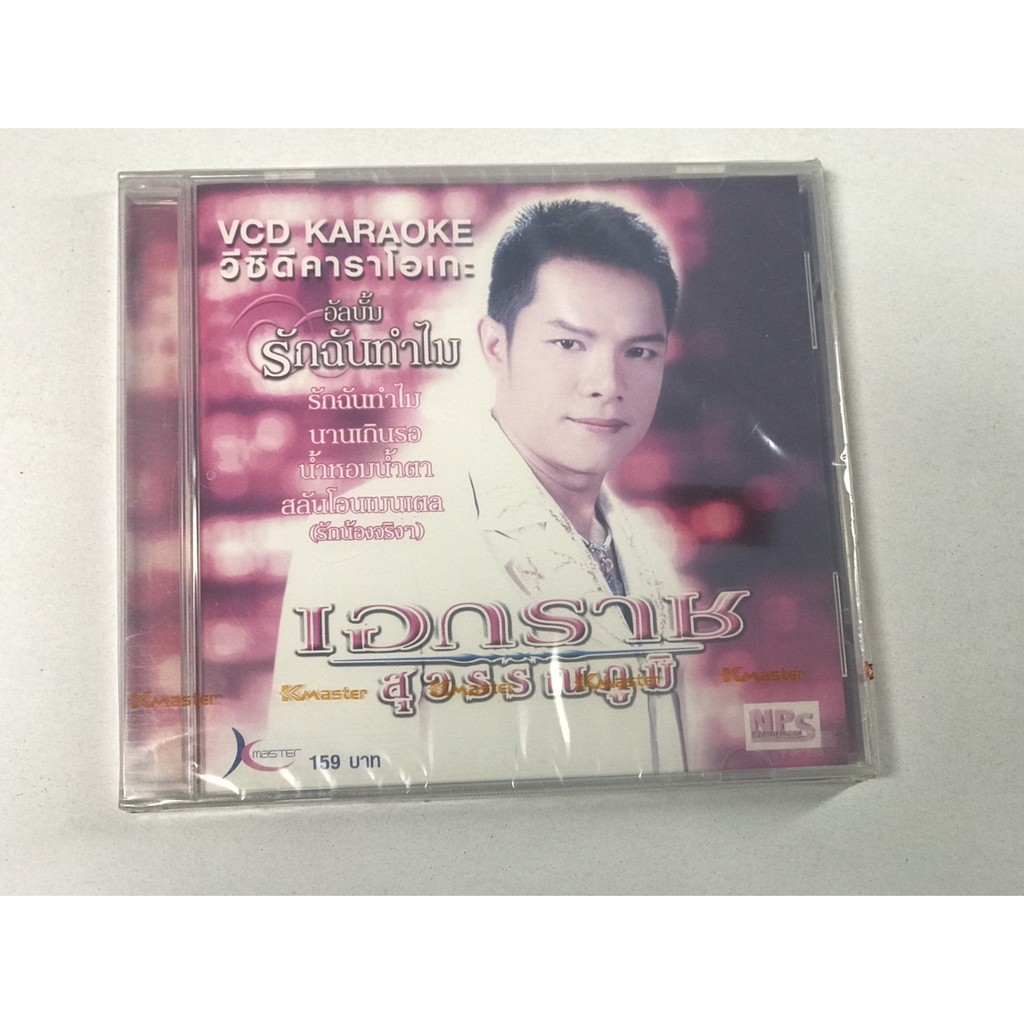 VCD KARAOKE
วีซีดีคาราโอเกะ
อัลบั้ม
รักฉันทำไม
รักฉันทำไม
นานเกินรอ
น้ำหอมน้ำตา
สลันโอนเมนเตล
(รักน้องจริงๆ)
เอกราช
สุวรรณภูมิ
KMaster KMaster KMaster KMaster KMaster
K master 159 บาท
NPS